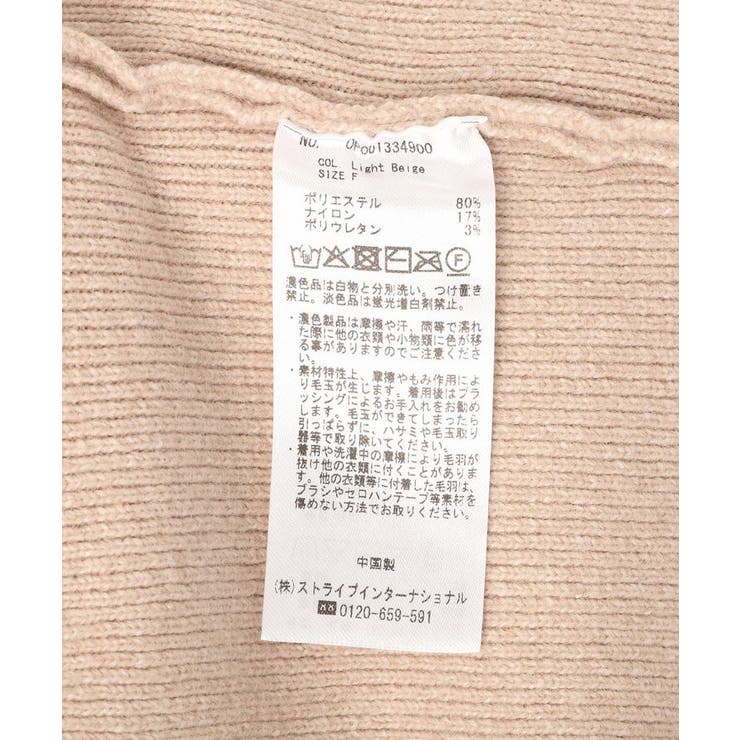 NO. OP001334900
COL. Light Beige
SIZE F
ポリエステル 80%
ナイロン 17%
ポリウレタン 3%
F
濃色品は白物と分別洗い。つけ置き
禁止。淡色品は蛍光増白剤禁止。
・濃色製品は摩擦や汗、雨等で濡れ
た際に他の衣類や小物類に色が移
る事がありますのでご注意くださ
い。
・素材特性上、摩擦やもみ作用によ
り毛玉が生じます。着用後はブラ
ッシングによるお手入れをお勧め
します。毛玉ができてしまったら
引っぱらずに、ハサミや毛玉取り
器等で取り除いてください。
・着用や洗濯中の摩擦により毛羽が
抜け他の衣類に付くことがありま
す。他の衣類等に付着した毛羽は、
ブラシやセロハンテープ等素材を
傷めない方法でお取りください。
中国製
(株)ストライプインターナショナル
0120-659-591